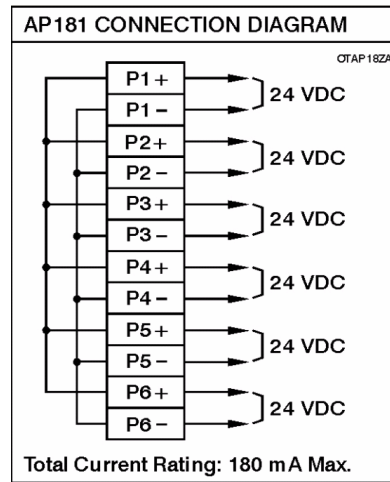 AP181 CONNECTION DIAGRAM
OTAP18ZA
P1+
24 VDC
P1-
P2+
24 VDC
P2-
P3+
24 VDC
P3-
P4+
24 VDC
P4-
P5+
24 VDC
P5-
P6+
24 VDC
P6-
Total Current Rating: 180 mA Max.